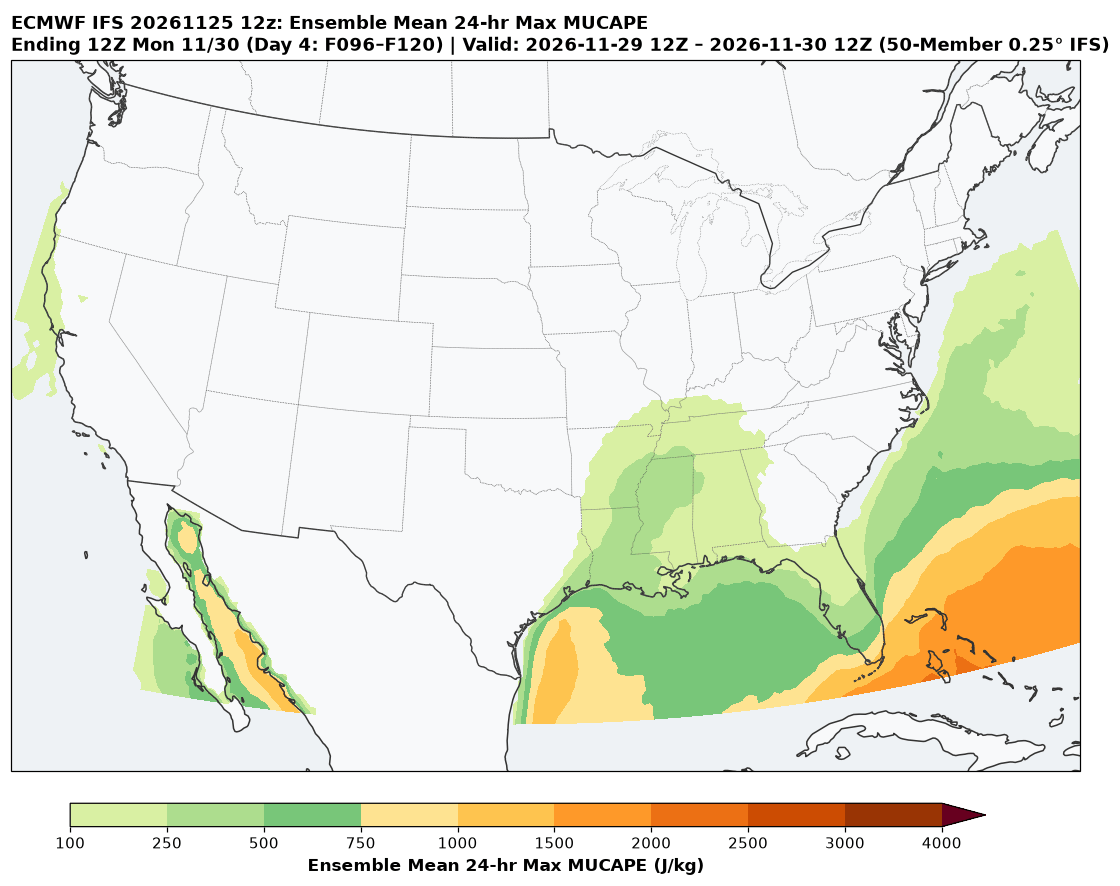 ECMWF IFS 20261125 12z: Ensemble Mean 24-hr Max MUCAPE
Ending 12Z Mon 11/30 (Day 4: F096–F120) | Valid: 2026-11-29 12Z – 2026-11-30 12Z (50-Member 0.25° IFS)
100 250 500 750 1000 1500 2000 2500 3000 4000
Ensemble Mean 24-hr Max MUCAPE (J/kg)